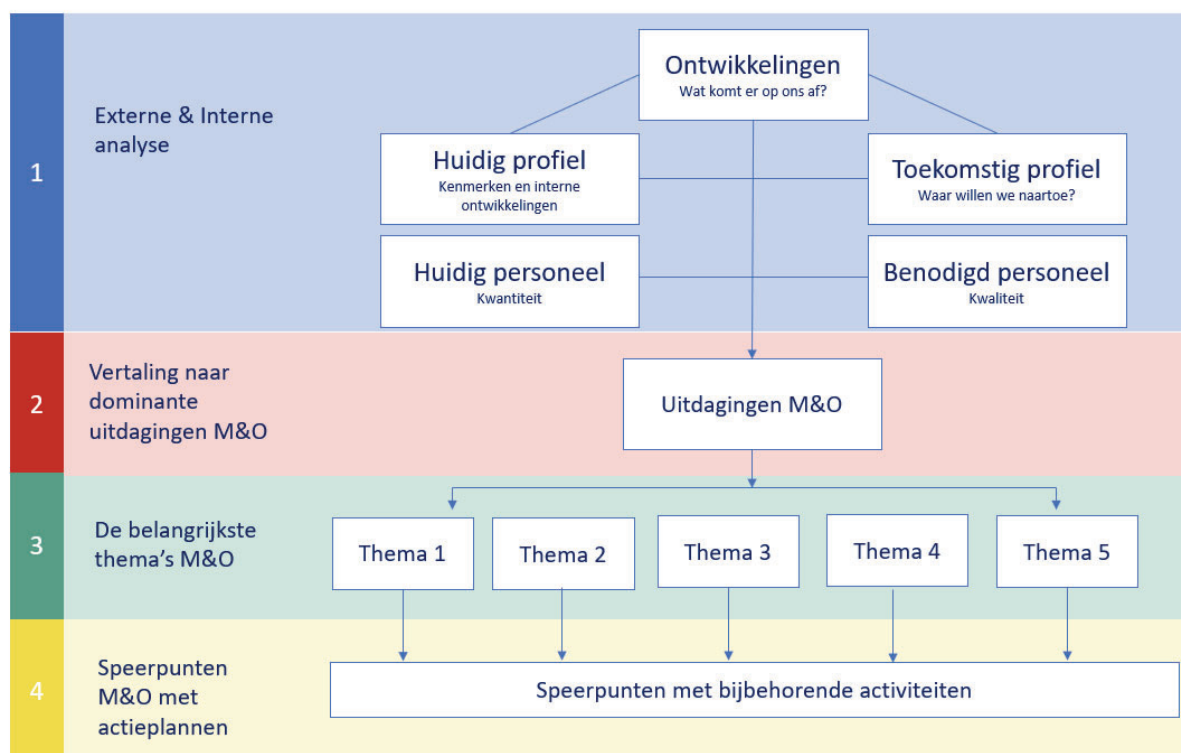 1
Externe & Interne
analyse
Ontwikkelingen
Wat komt er op ons af?
Huidig profiel
Kenmerken en interne
ontwikkelingen
Toekomstig profiel
Waar willen we naartoe?
Huidig personeel
Kwantiteit
Benodigd personeel
Kwaliteit
2
Vertaling naar
dominante
uitdagingen M&O
Uitdagingen M&O
3
De belangrijkste
thema's M&O
Thema 1
Thema 2
Thema 3
Thema 4
Thema 5
4
Speerpunten
M&O met
actieplannen
Speerpunten met bijbehorende activiteiten